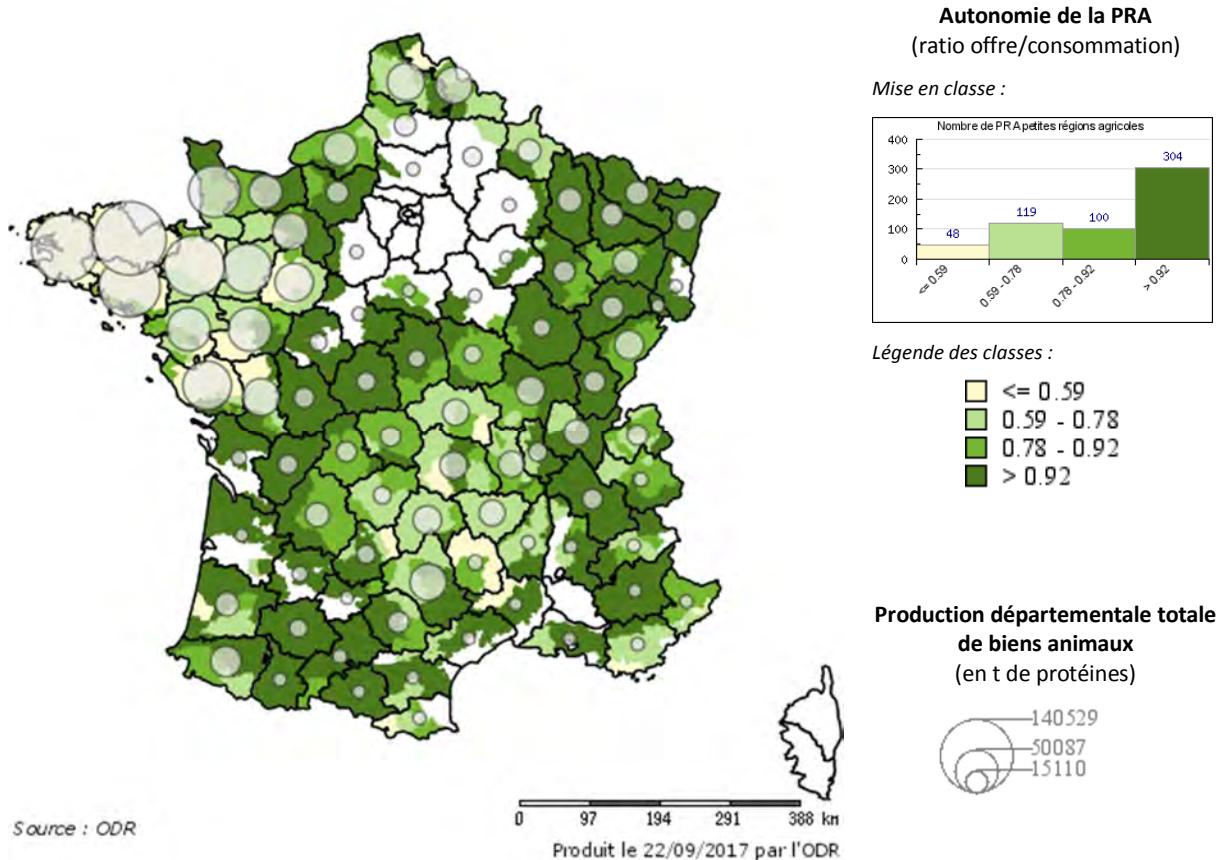 Autonomie de la PRA
(ratio offre/consommation)
Mise en classe :
Nombre de PRA petites régions agricoles
400
300
200
100
0
48
119
100
304
<= 0.59
0.59 - 0.78
0.78 - 0.92
> 0.92
Légende des classes :
<= 0.59
0.59 - 0.78
0.78 - 0.92
> 0.92
Production départementale totale
de biens animaux
(en t de protéines)
140529
50087
15110
0 97 194 291 388 km
Source : ODR
Produit le 22/09/2017 par l'ODR